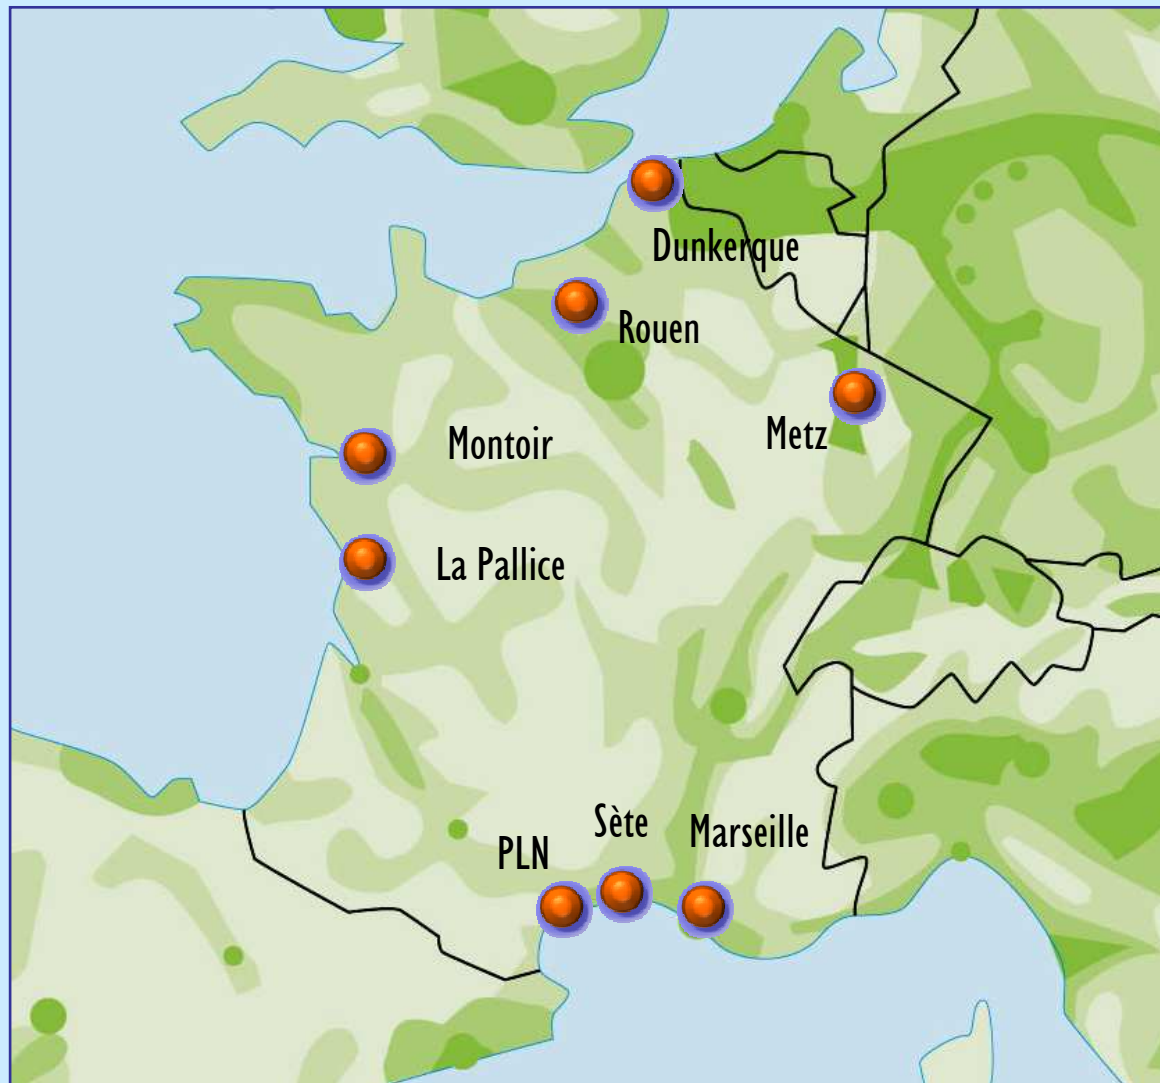 Dunkerque
Rouen
Metz
Montoir
La Pallice
Sète
Marseille
PLN